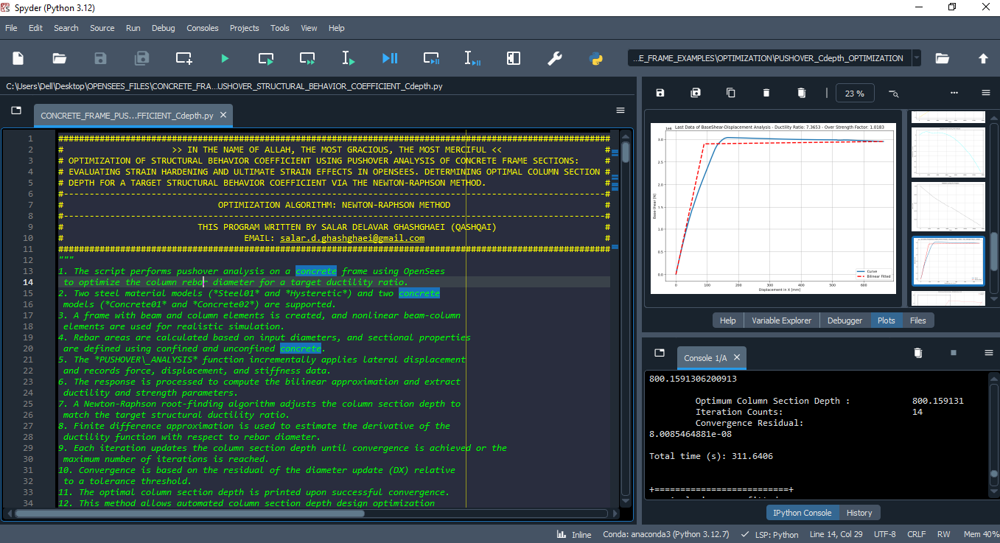 Spyder (Python 3.12)
File Edit Search Source Run Debug Consoles Projects Tools View Help
...E_FRAME_EXAMPLES\OPTIMIZATION\PUSHOVER_Cdepth_OPTIMIZATION
C:\Users\Dell\Desktop\OPENSEES_FILES\CONCRETE_FRA...USHOVER_STRUCTURAL_BEHAVIOR_COEFFICIENT_Cdepth.py
CONCRETE_FRAME_PUS...FFICIENT_Cdepth.py
1 ###########################################################################################################
2 # >> IN THE NAME OF ALLAH, THE MOST GRACIOUS, THE MOST MERCIFUL << #
3 # OPTIMIZATION OF STRUCTURAL BEHAVIOR COEFFICIENT USING PUSHOVER ANALYSIS OF CONCRETE FRAME SECTIONS: #
4 # EVALUATING STRAIN HARDENING AND ULTIMATE STRAIN EFFECTS IN OPENSEES. DETERMINING OPTIMAL COLUMN SECTION #
5 # DEPTH FOR A TARGET STRUCTURAL BEHAVIOR COEFFICIENT VIA THE NEWTON-RAPHSON METHOD. #
6 #---------------------------------------------------------------------------------------------------------#
7 # OPTIMIZATION ALGORITHM: NEWTON-RAPHSON METHOD #
8 #---------------------------------------------------------------------------------------------------------#
9 # THIS PROGRAM WRITTEN BY SALAR DELAVAR GHASHGHAEI (QASHQAI) #
10 # EMAIL: salar.d.ghashghaei@gmail.com #
11 ###########################################################################################################
12 """
13 1. The script performs pushover analysis on a concrete frame using OpenSees
14 to optimize the column rebar diameter for a target ductility ratio.
15 2. Two steel material models (*Steel01* and *Hysteretic*) and two concrete
16 models (*Concrete01* and *Concrete02*) are supported.
17 3. A frame with beam and column elements is created, and nonlinear beam-column
18 elements are used for realistic simulation.
19 4. Rebar areas are calculated based on input diameters, and sectional properties
20 are defined using confined and unconfined concrete.
21 5. The *PUSHOVER\_ANALYSIS* function incrementally applies lateral displacement
22 and records force, displacement, and stiffness data.
23 6. The response is processed to compute the bilinear approximation and extract
24 ductility and strength parameters.
25 7. A Newton-Raphson root-finding algorithm adjusts the column section depth to
26 match the target structural ductility ratio.
27 8. Finite difference approximation is used to estimate the derivative of the
28 ductility function with respect to rebar diameter.
29 9. Each iteration updates the column section depth until convergence is achieved or the
30 maximum number of iterations is reached.
31 10. Convergence is based on the residual of the diameter update (DX) relative
32 to a tolerance threshold.
33 11. The optimal column section depth is printed upon successful convergence.
34 12. This method allows automated column section depth design optimization
23 %
1e6 Last Data of BaseShear-Displacement Analysis - Ductility Ratio: 7.3653 - Over Strength Factor: 1.0183
3.0
2.5
2.0
1.5
1.0
0.5
0.0
Base-Shear [N]
0 100 200 300 400 500 600
Displacement in X [mm]
Curve
Bilinear Fitted
Help Variable Explorer Debugger Plots Files
Console 1/A
800.1591306200913
Optimum Column Section Depth : 800.159131
Iteration Counts: 14
Convergence Residual:
8.0085464881e-08
Total time (s): 311.6406
+==========================+
IPython Console History
Inline Conda: anaconda3 (Python 3.12.7) LSP: Python Line 14, Col 29 UTF-8 CRLF RW Mem 40%